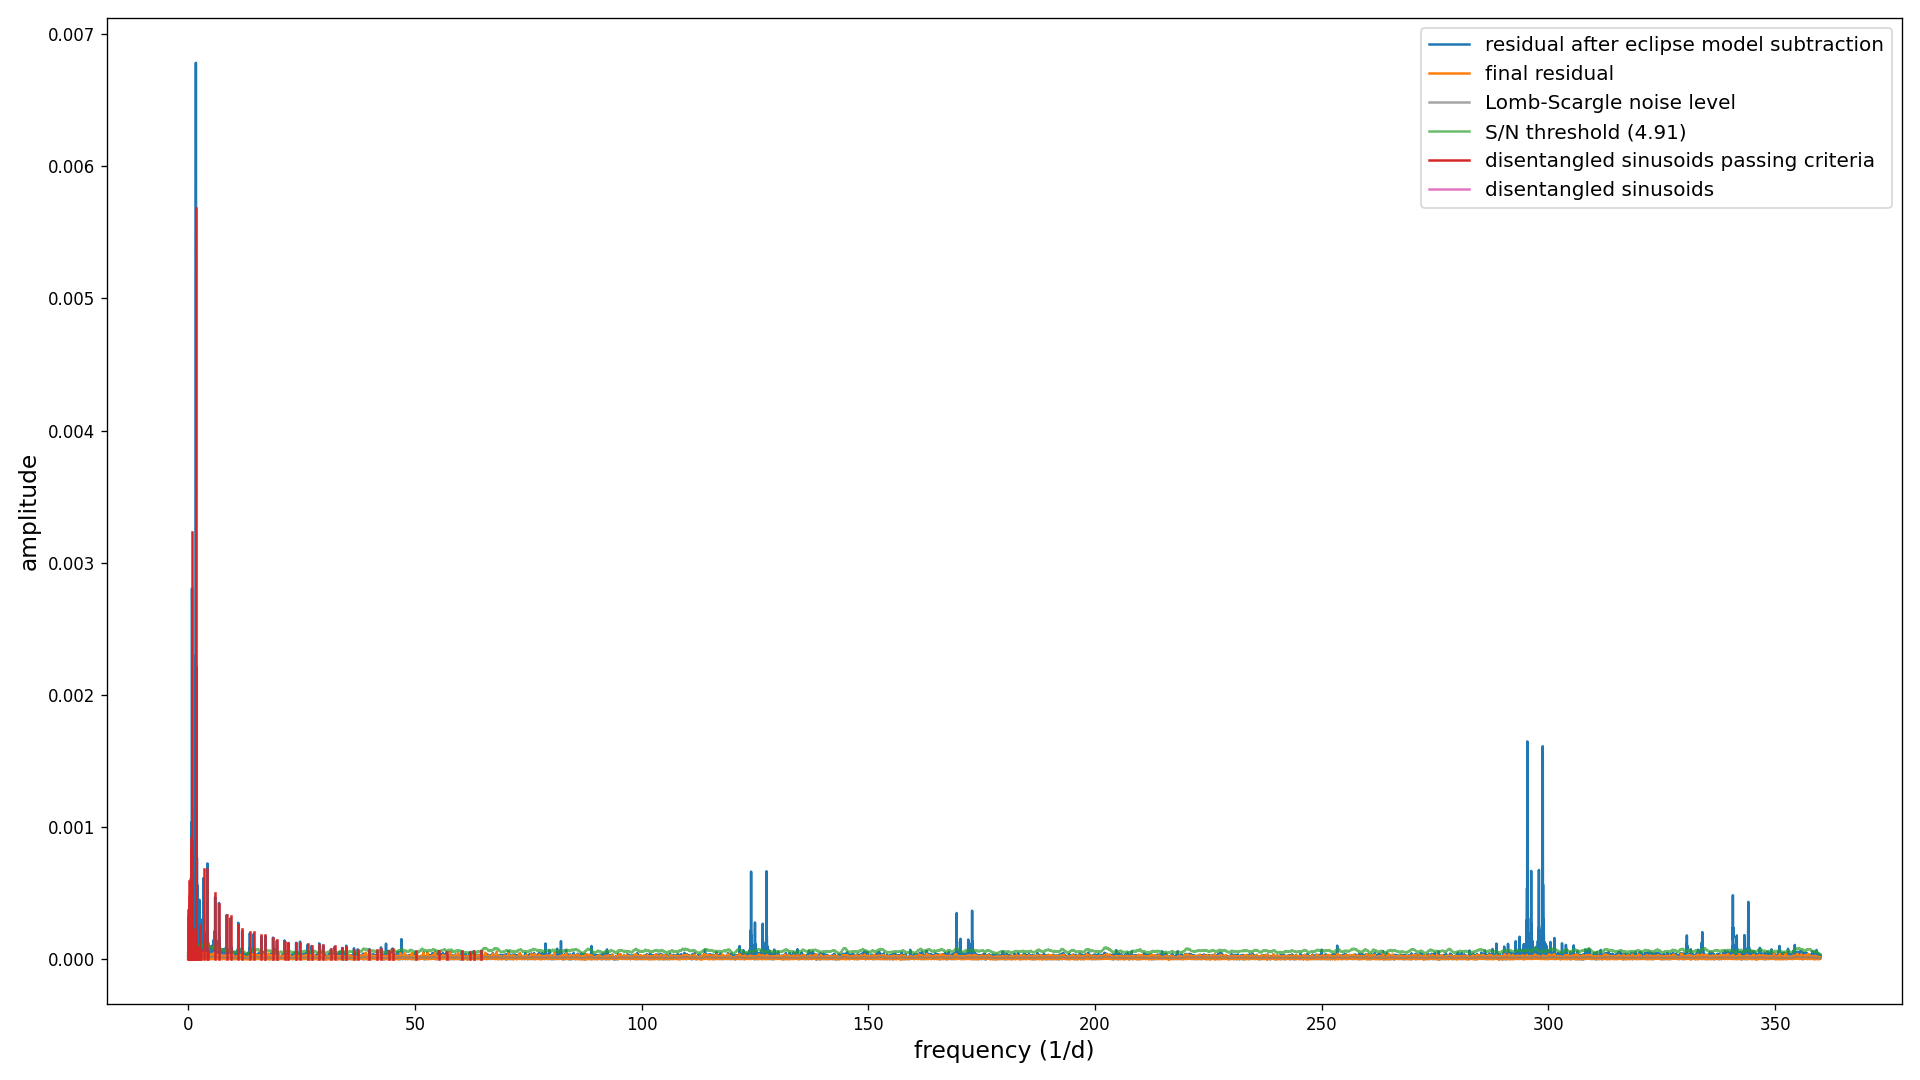 residual after eclipse model subtraction
final residual
Lomb-Scargle noise level
S/N threshold (4.91)
disentangled sinusoids passing criteria
disentangled sinusoids
amplitude
0.007
0.006
0.005
0.004
0.003
0.002
0.001
0.000
0 50 100 150 200 250 300 350
frequency (1/d)